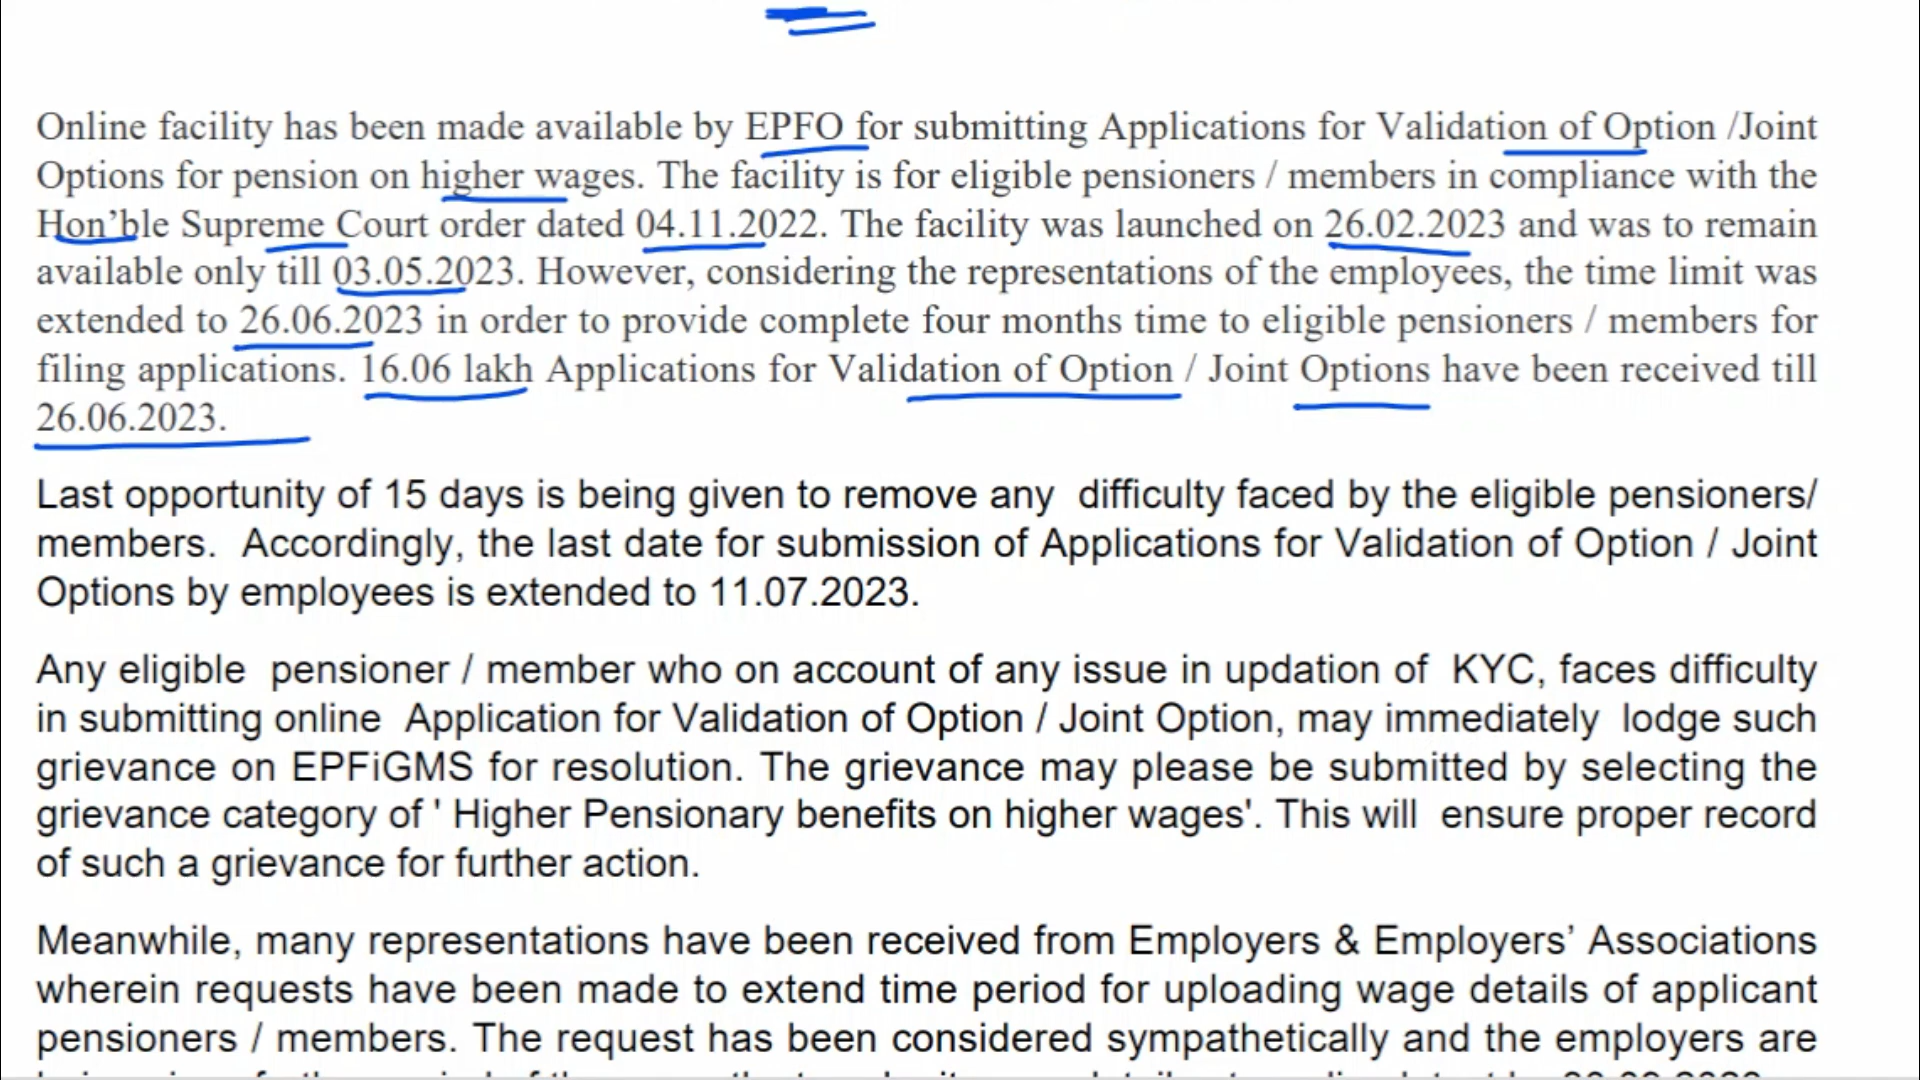 Online facility has been made available by EPFO for submitting Applications for Validation of Option /Joint
Options for pension on higher wages. The facility is for eligible pensioners / members in compliance with the
Hon’ble Supreme Court order dated 04.11.2022. The facility was launched on 26.02.2023 and was to remain
available only till 03.05.2023. However, considering the representations of the employees, the time limit was
extended to 26.06.2023 in order to provide complete four months time to eligible pensioners / members for
filing applications. 16.06 lakh Applications for Validation of Option / Joint Options have been received till
26.06.2023.
Last opportunity of 15 days is being given to remove any difficulty faced by the eligible pensioners/
members. Accordingly, the last date for submission of Applications for Validation of Option / Joint
Options by employees is extended to 11.07.2023.
Any eligible pensioner / member who on account of any issue in updation of KYC, faces difficulty
in submitting online Application for Validation of Option / Joint Option, may immediately lodge such
grievance on EPFiGMS for resolution. The grievance may please be submitted by selecting the
grievance category of ' Higher Pensionary benefits on higher wages'. This will ensure proper record
of such a grievance for further action.
Meanwhile, many representations have been received from Employers & Employers’ Associations
wherein requests have been made to extend time period for uploading wage details of applicant
pensioners / members. The request has been considered sympathetically and the employers are